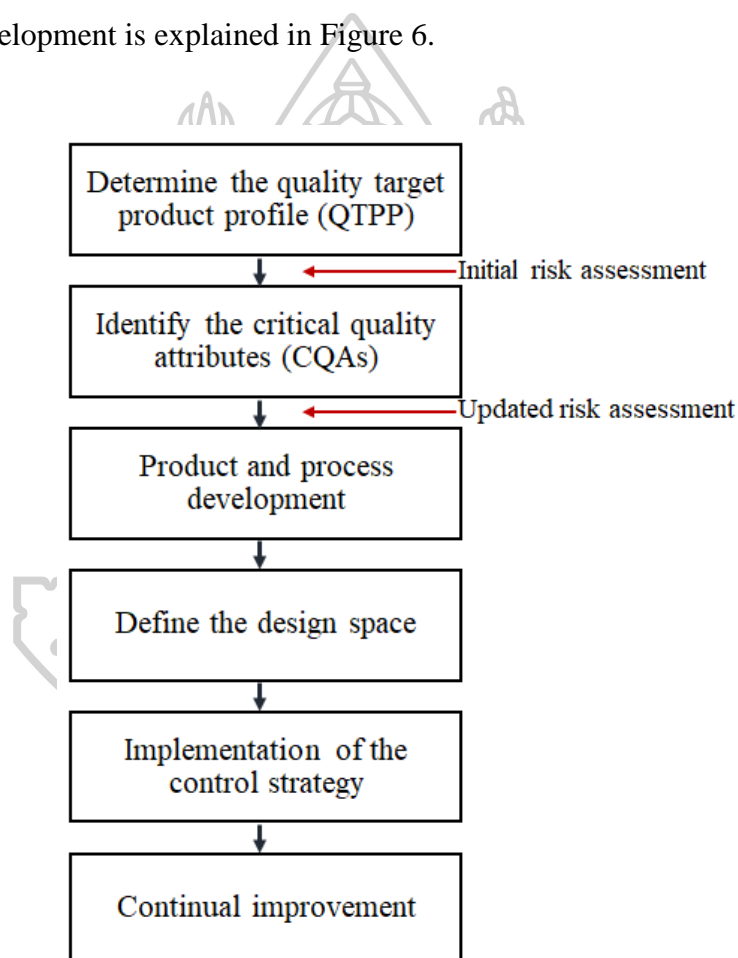 elopment is explained in Figure 6.
Determine the quality target
product profile (QTPP)
Initial risk assessment
Identify the critical quality
attributes (CQAs)
Updated risk assessment
Product and process
development
Define the design space
Implementation of the
control strategy
Continual improvement